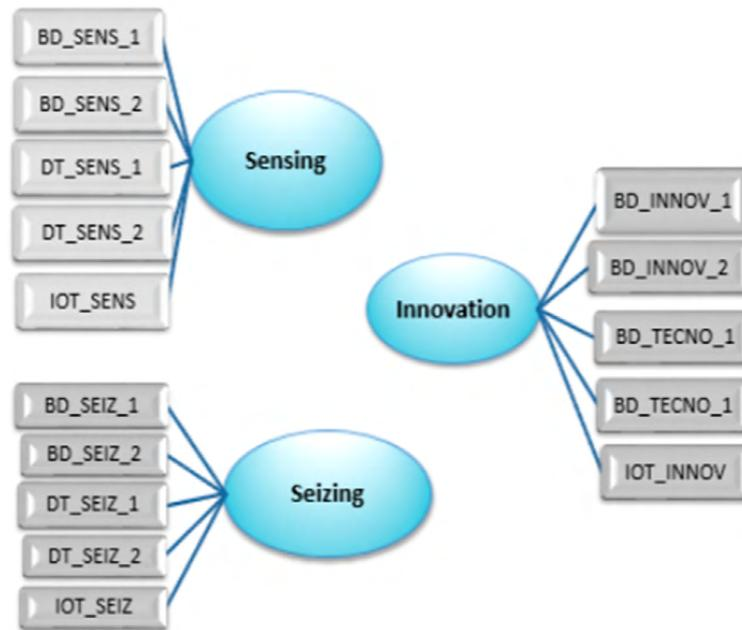 BD_SENS_1
BD_SENS_2
DT_SENS_1
DT_SENS_2
IOT_SENS
Sensing
BD_SEIZ_1
BD_SEIZ_2
DT_SEIZ_1
DT_SEIZ_2
IOT_SEIZ
Seizing
Innovation
BD_INNOV_1
BD_INNOV_2
BD_TECNO_1
BD_TECNO_1
IOT_INNOV